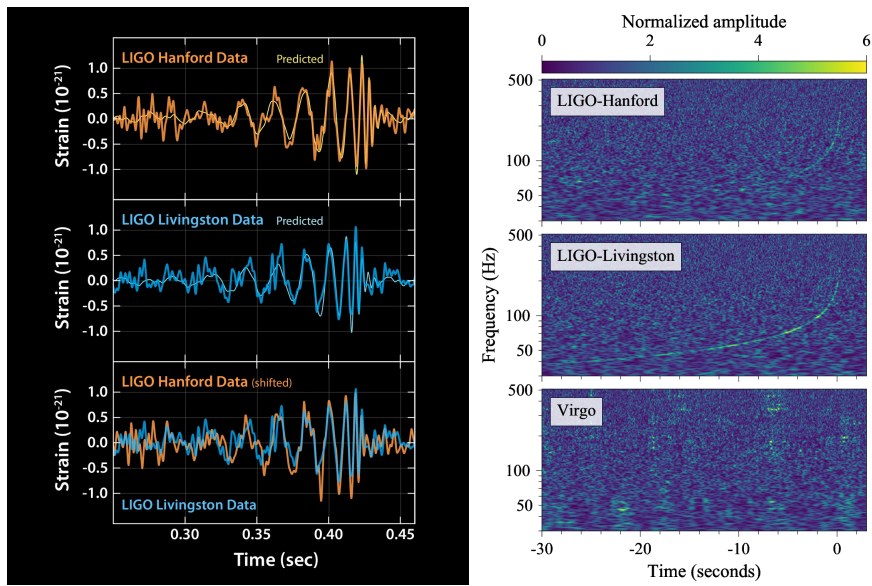 LIGO Hanford Data
Predicted
1.0
0.5
0.0
-0.5
-1.0
Strain (10-21)
LIGO Livingston Data
Predicted
1.0
0.5
0.0
-0.5
-1.0
Strain (10-21)
LIGO Hanford Data (shifted)
1.0
0.5
0.0
-0.5
-1.0
Strain (10-21)
LIGO Livingston Data
0.30 0.35 0.40 0.45
Time (sec)
Normalized amplitude
0 2 4 6
500
100
50
LIGO-Hanford
500
100
50
LIGO-Livingston
Frequency (Hz)
500
100
50
Virgo
-30 -20 -10 0
Time (seconds)